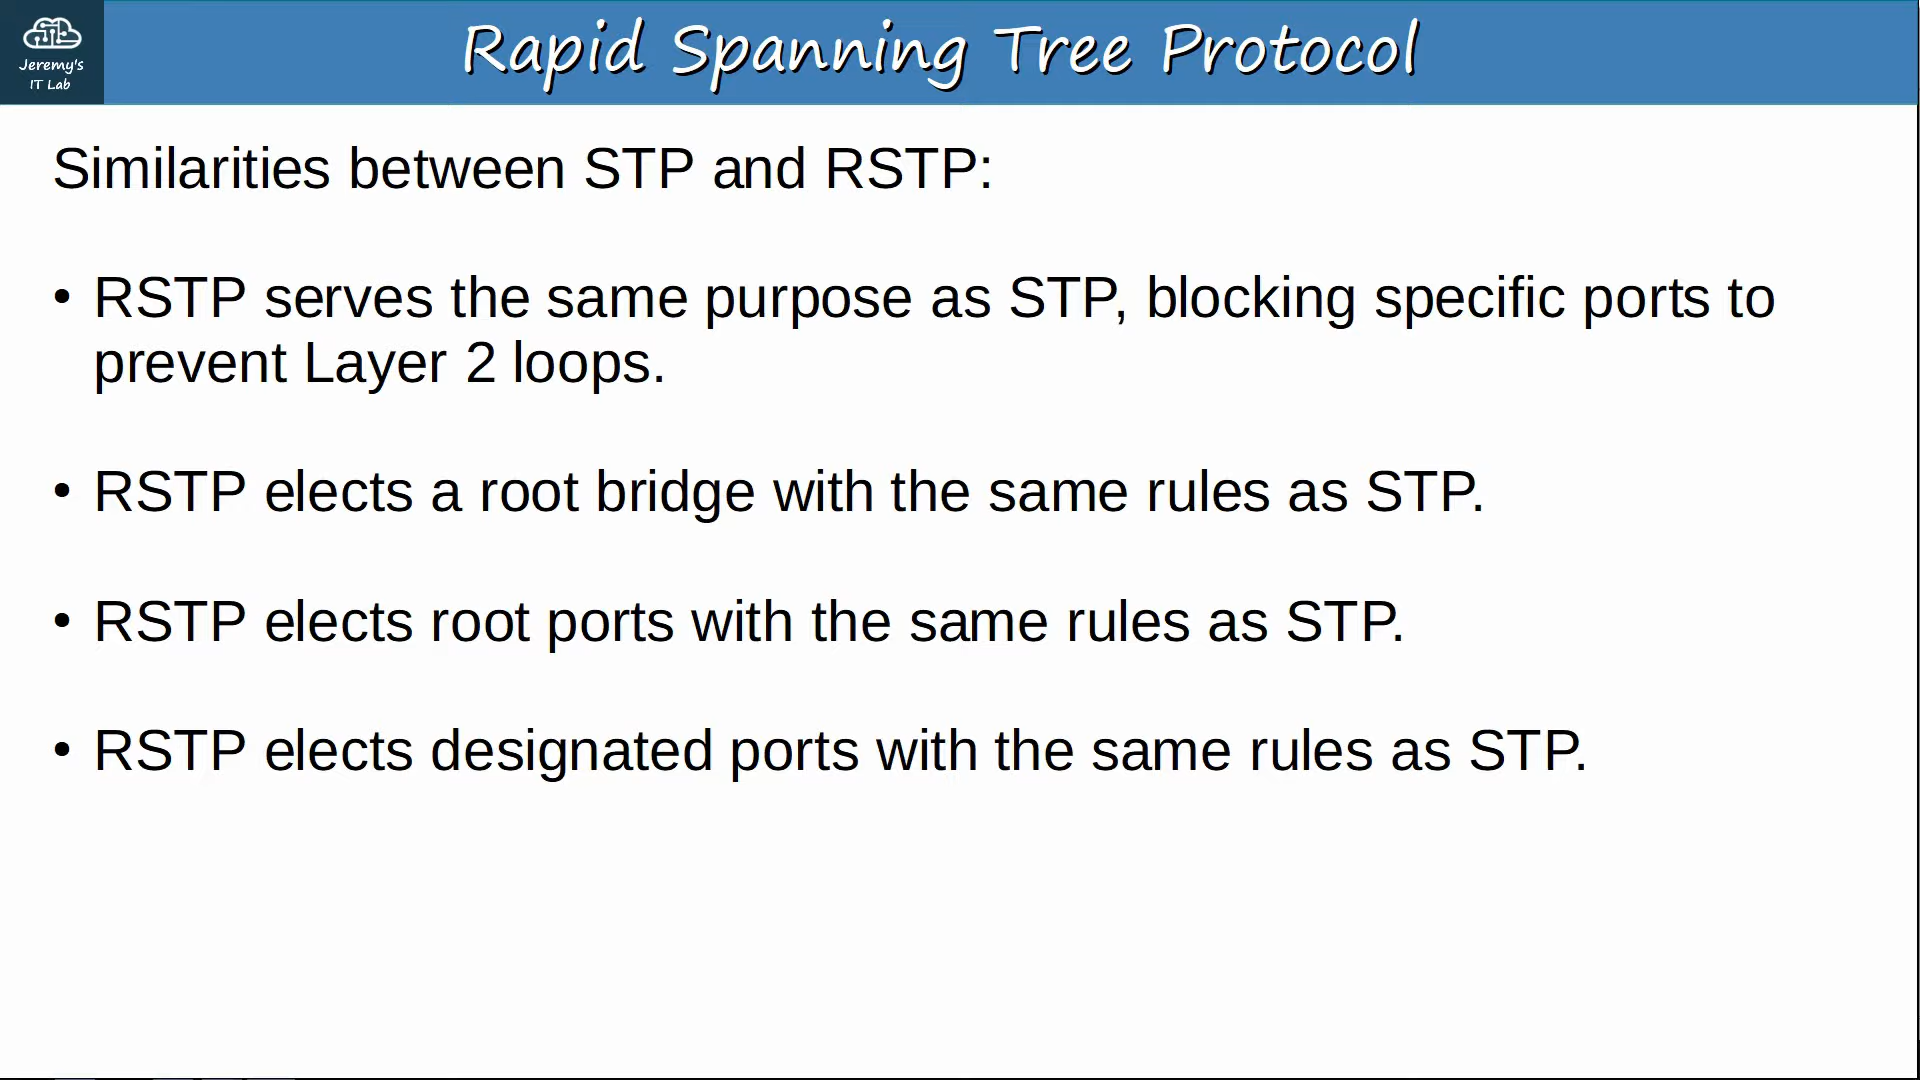 Jeremy's
IT Lab
Rapid Spanning Tree Protocol
Similarities between STP and RSTP:
• RSTP serves the same purpose as STP, blocking specific ports to
prevent Layer 2 loops.
• RSTP elects a root bridge with the same rules as STP.
• RSTP elects root ports with the same rules as STP.
• RSTP elects designated ports with the same rules as STP.